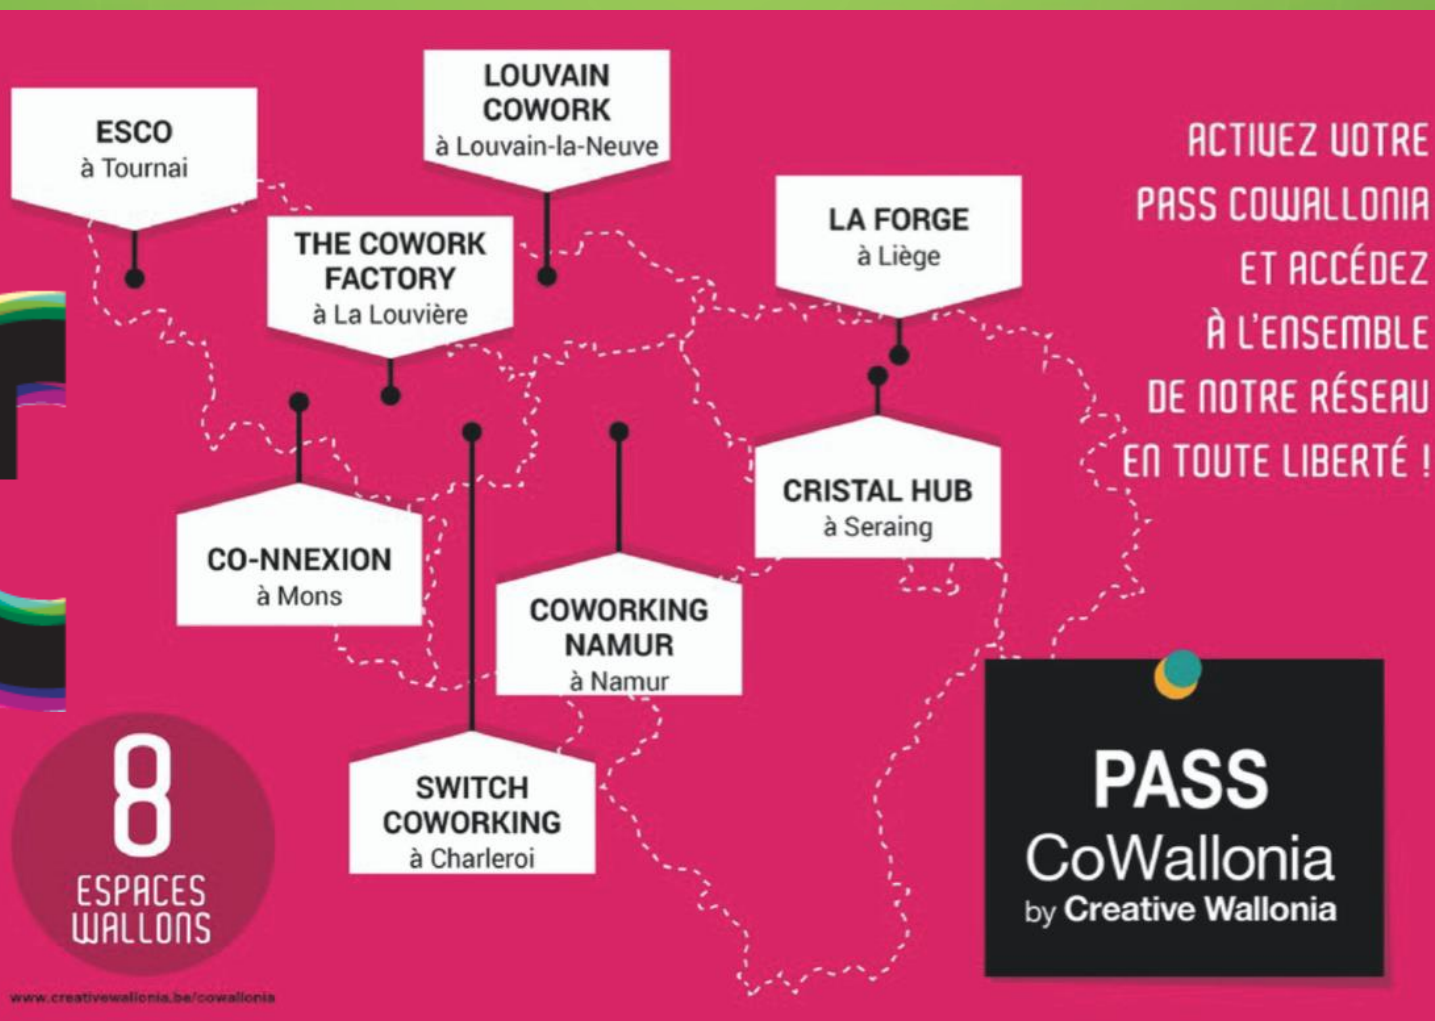 ESCO
à Tournai
LOUVAIN
COWORK
à Louvain-la-Neuve
THE COWORK
FACTORY
à La Louvière
LA FORGE
à Liège
ACTIVEZ VOTRE
PASS COWALLONIA
ET ACCÉDEZ
À L'ENSEMBLE
DE NOTRE RÉSEAU
EN TOUTE LIBERTÉ !
CO-NNEXION
à Mons
CRISTAL HUB
à Seraing
COWORKING
NAMUR
à Namur
SWITCH
COWORKING
à Charleroi
8
ESPACES
WALLONS
PASS
CoWallonia
by Creative Wallonia
www.creativewallonia.be/cowallonia